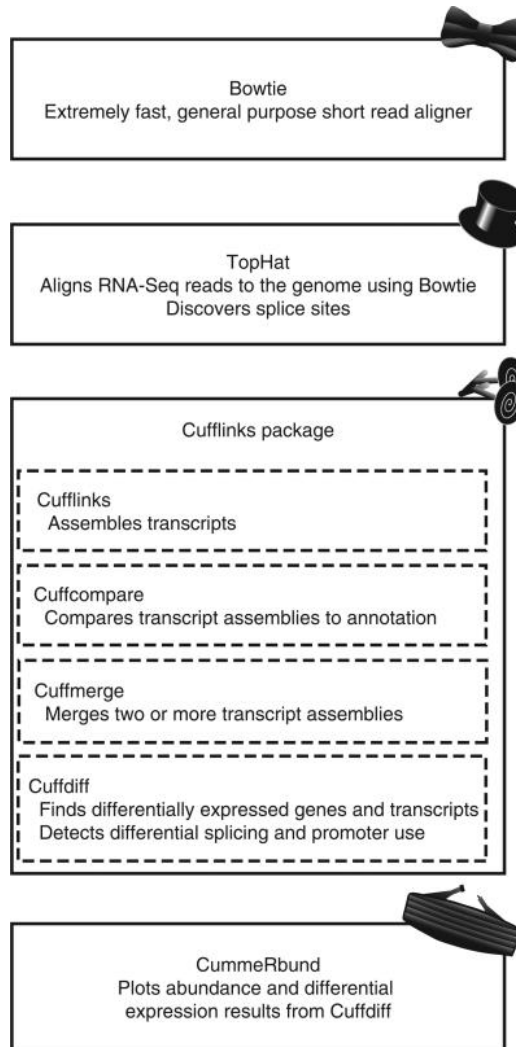 Bowtie
Extremely fast, general purpose short read aligner
TopHat
Aligns RNA-Seq reads to the genome using Bowtie
Discovers splice sites
Cufflinks package
Cufflinks
Assembles transcripts
Cuffcompare
Compares transcript assemblies to annotation
Cuffmerge
Merges two or more transcript assemblies
Cuffdiff
Finds differentially expressed genes and transcripts
Detects differential splicing and promoter use
CummeRbund
Plots abundance and differential
expression results from Cuffdiff